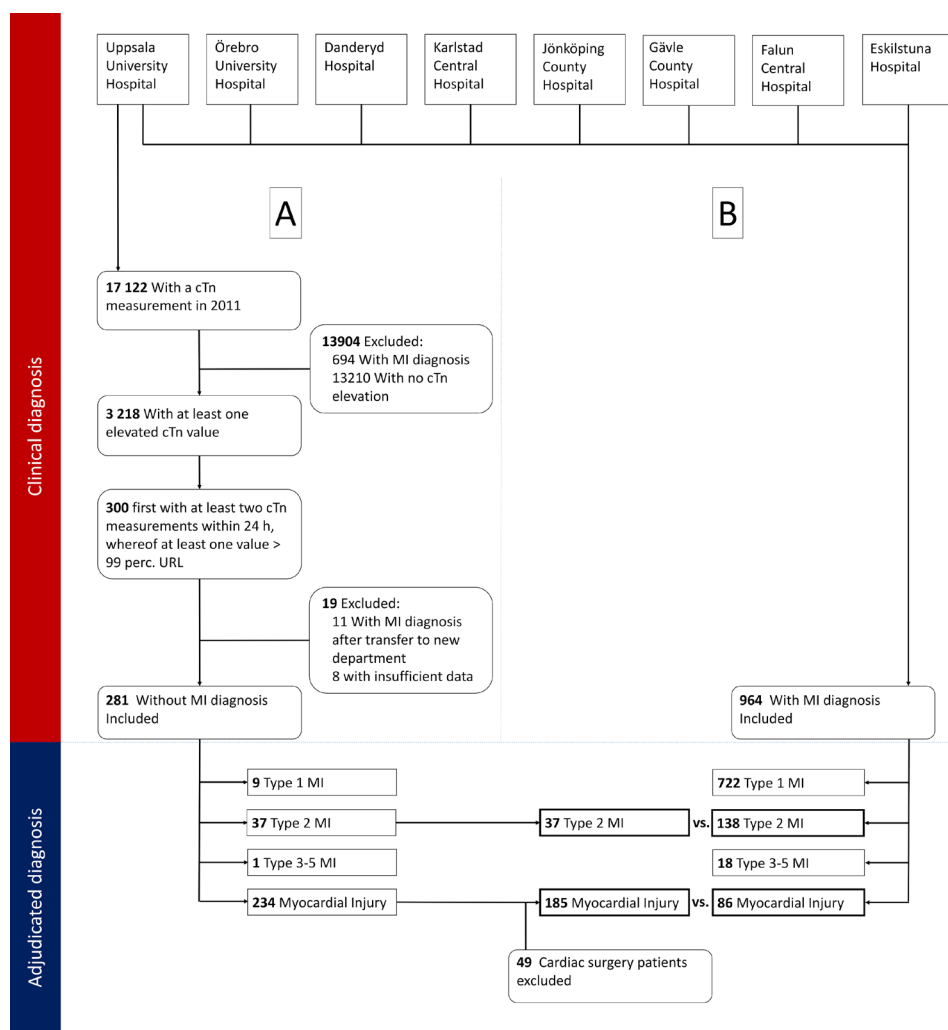 Uppsala
University
Hospital
Örebro
University
Hospital
Danderyd
Hospital
Karlstad
Central
Hospital
Jönköping
County
Hospital
Gävle
County
Hospital
Falun
Central
Hospital
Eskilstuna
Hospital
Clinical diagnosis
A
B
17 122 With a cTn
measurement in 2011
13904 Excluded:
694 With MI diagnosis
13210 With no cTn
elevation
3 218 With at least one
elevated cTn value
300 first with at least two cTn
measurements within 24 h,
whereof at least one value >
99 perc. URL
19 Excluded:
11 With MI diagnosis
after transfer to new
department
8 with insufficient data
281 Without MI diagnosis
Included
964 With MI diagnosis
Included
Adjudicated diagnosis
9 Type 1 MI
722 Type 1 MI
37 Type 2 MI
37 Type 2 MI
vs.
138 Type 2 MI
1 Type 3-5 MI
18 Type 3-5 MI
234 Myocardial Injury
185 Myocardial Injury
vs.
86 Myocardial Injury
49 Cardiac surgery patients
excluded